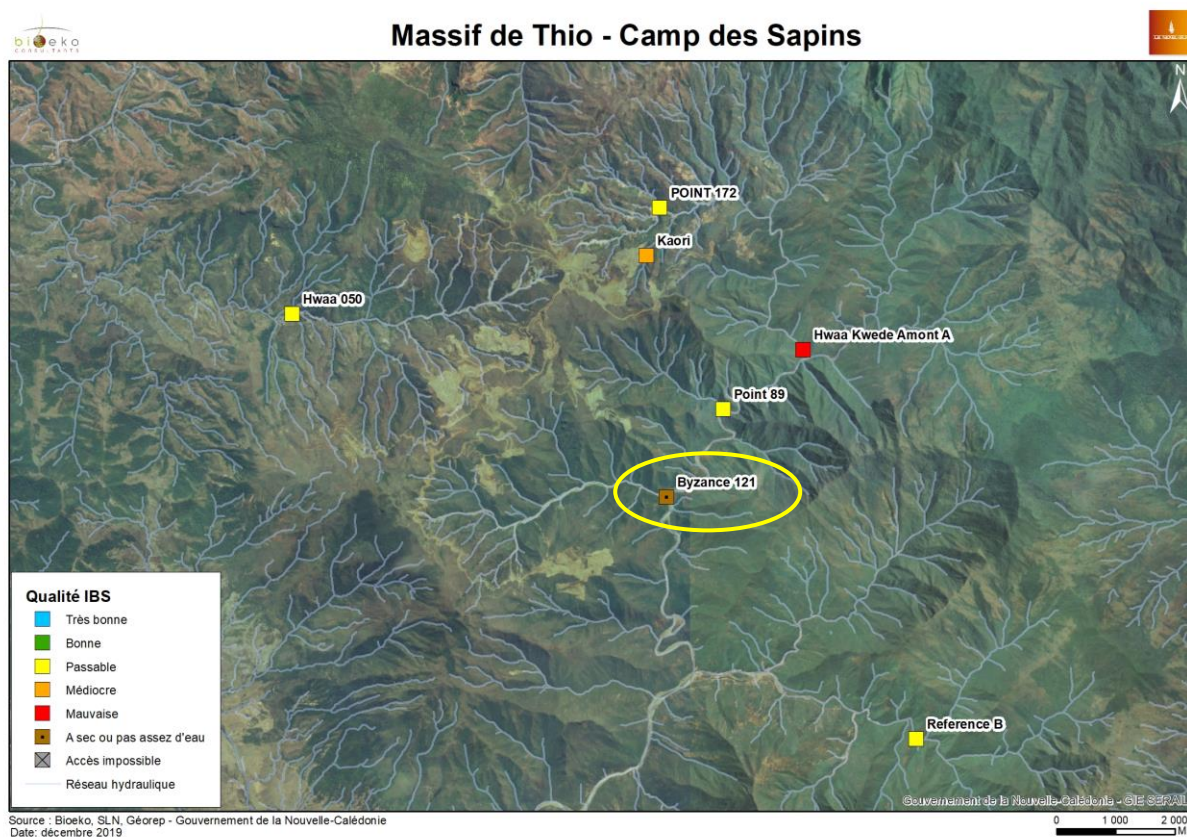 bioeko
CONSULTANTS
Massif de Thio - Camp des Sapins
N
POINT 172
Kaori
Hwaa 050
Hwaa Kwede Amont A
Point 89
Byzance 121
Reference B
Qualité IBS
Très bonne
Bonne
Passable
Médiocre
Mauvaise
A sec ou pas assez d'eau
Accès impossible
Réseau hydraulique
Gouvernement de la Nouvelle-Calédonie - GIE SERAIL
Source : Bioeko, SLN, Géorep - Gouvernement de la Nouvelle-Calédonie
Date: décembre 2019
0 1 000 2 000
M